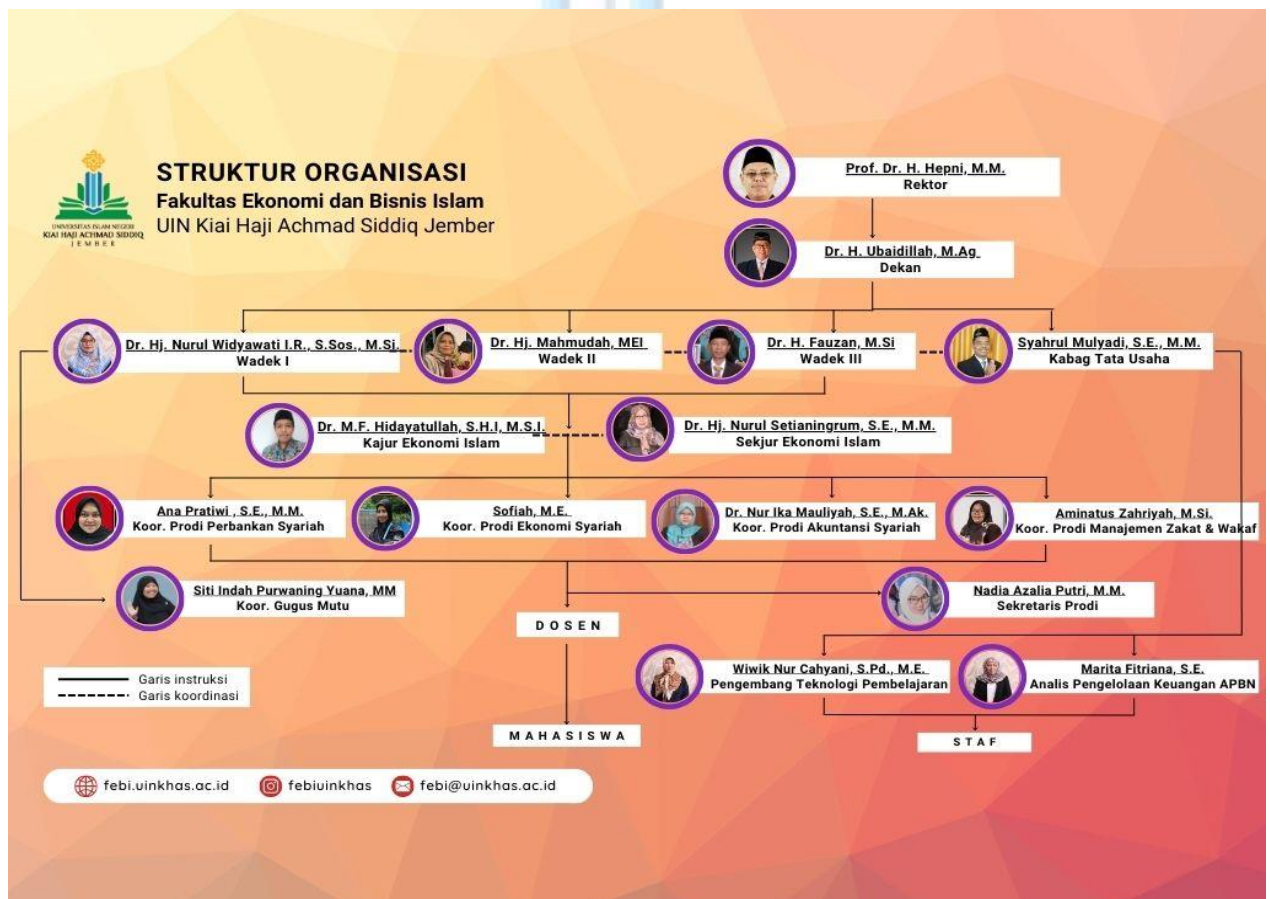 STRUKTUR ORGANISASI
Fakultas Ekonomi dan Bisnis Islam
UIN Kiai Haji Achmad Siddiq Jember
UNIVERSITAS ISLAM NEGERI
KIAI HAJI ACHMAD SIDDIQ
JEMBER
Prof. Dr. H. Hepni, M.M.
Rektor
Dr. H. Ubaidillah, M.Ag
Dekan
Dr. Hj. Nurul Widyawati I.R., S.Sos., M.Si.
Wadek I
Dr. Hj. Mahmudah, MEI
Wadek II
Dr. H. Fauzan, M.Si
Wadek III
Syahrul Mulyadi, S.E., M.M.
Kabag Tata Usaha
Dr. M.F. Hidayatullah, S.H.I, M.S.I.
Kajur Ekonomi Islam
Dr. Hj. Nurul Setianingrum, S.E., M.M.
Sekjur Ekonomi Islam
Ana Pratiwi , S.E., M.M.
Koor. Prodi Perbankan Syariah
Sofiah, M.E.
Koor. Prodi Ekonomi Syariah
Dr. Nur Ika Mauliyah, S.E., M.Ak.
Koor. Prodi Akuntansi Syariah
Aminatus Zahriyah, M.Si.
Koor. Prodi Manajemen Zakat & Wakaf
Siti Indah Purwaning Yuana, MM
Koor. Gugus Mutu
Nadia Azalia Putri, M.M.
Sekretaris Prodi
DOSEN
Wiwik Nur Cahyani, S.Pd., M.E.
Pengembang Teknologi Pembelajaran
Marita Fitriana, S.E.
Analis Pengelolaan Keuangan APBN
Garis instruksi
Garis koordinasi
MAHASISWA
STAF
febi.uinkhas.ac.id
febiuinkhas
febi@uinkhas.ac.id